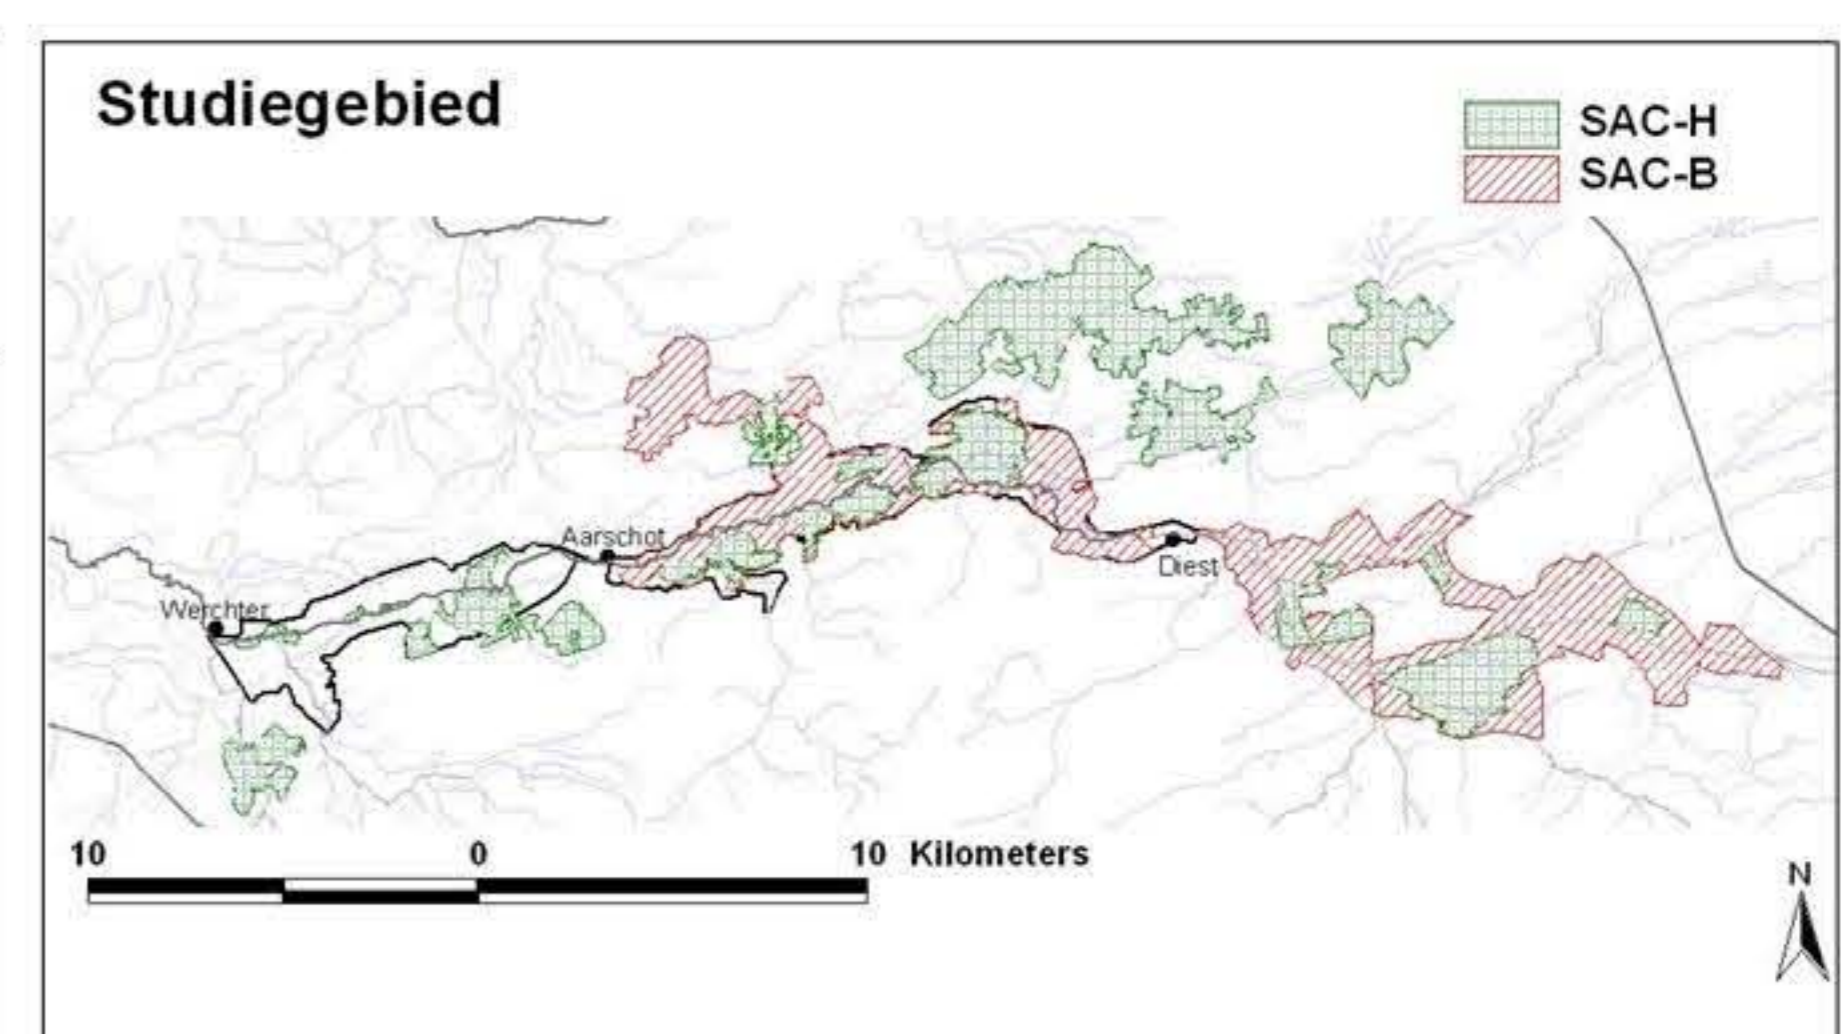 Studiegebied
SAC-H
SAC-B
Aarschot
Diest
Werchter
10 0 10 Kilometers
N